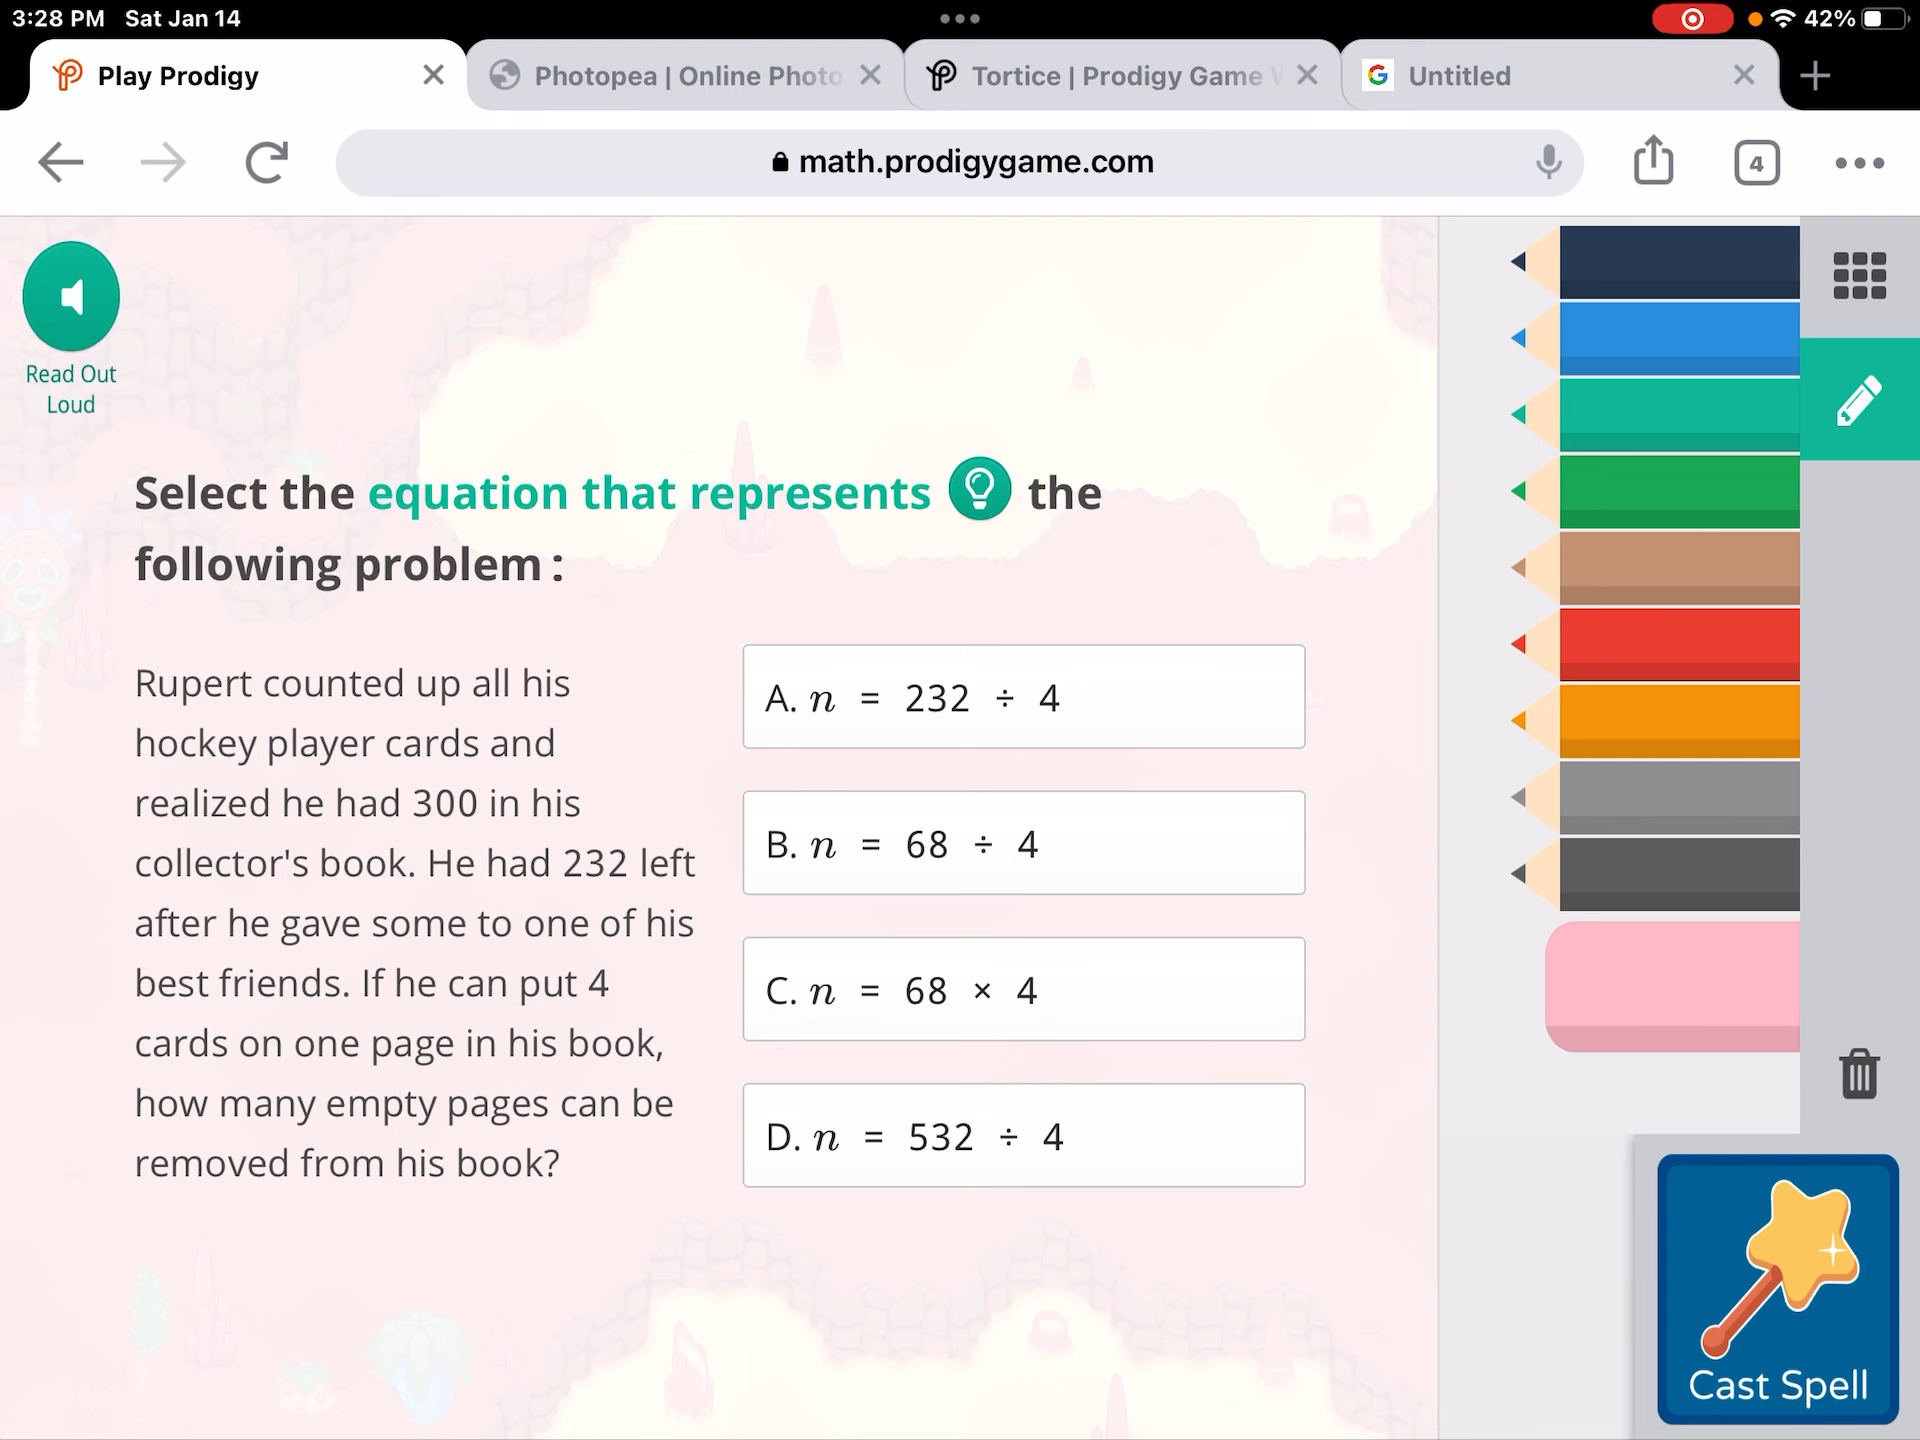 3:28 PM Sat Jan 14
42%
Play Prodigy
Photopea | Online Photo
Tortice | Prodigy Game
Untitled
math.prodigygame.com
4
Read Out
Loud
Select the equation that represents the
following problem :
Rupert counted up all his
hockey player cards and
realized he had 300 in his
collector's book. He had 232 left
after he gave some to one of his
best friends. If he can put 4
cards on one page in his book,
how many empty pages can be
removed from his book?
A. n = 232 ÷ 4
B. n = 68 ÷ 4
C. n = 68 × 4
D. n = 532 ÷ 4
Cast Spell